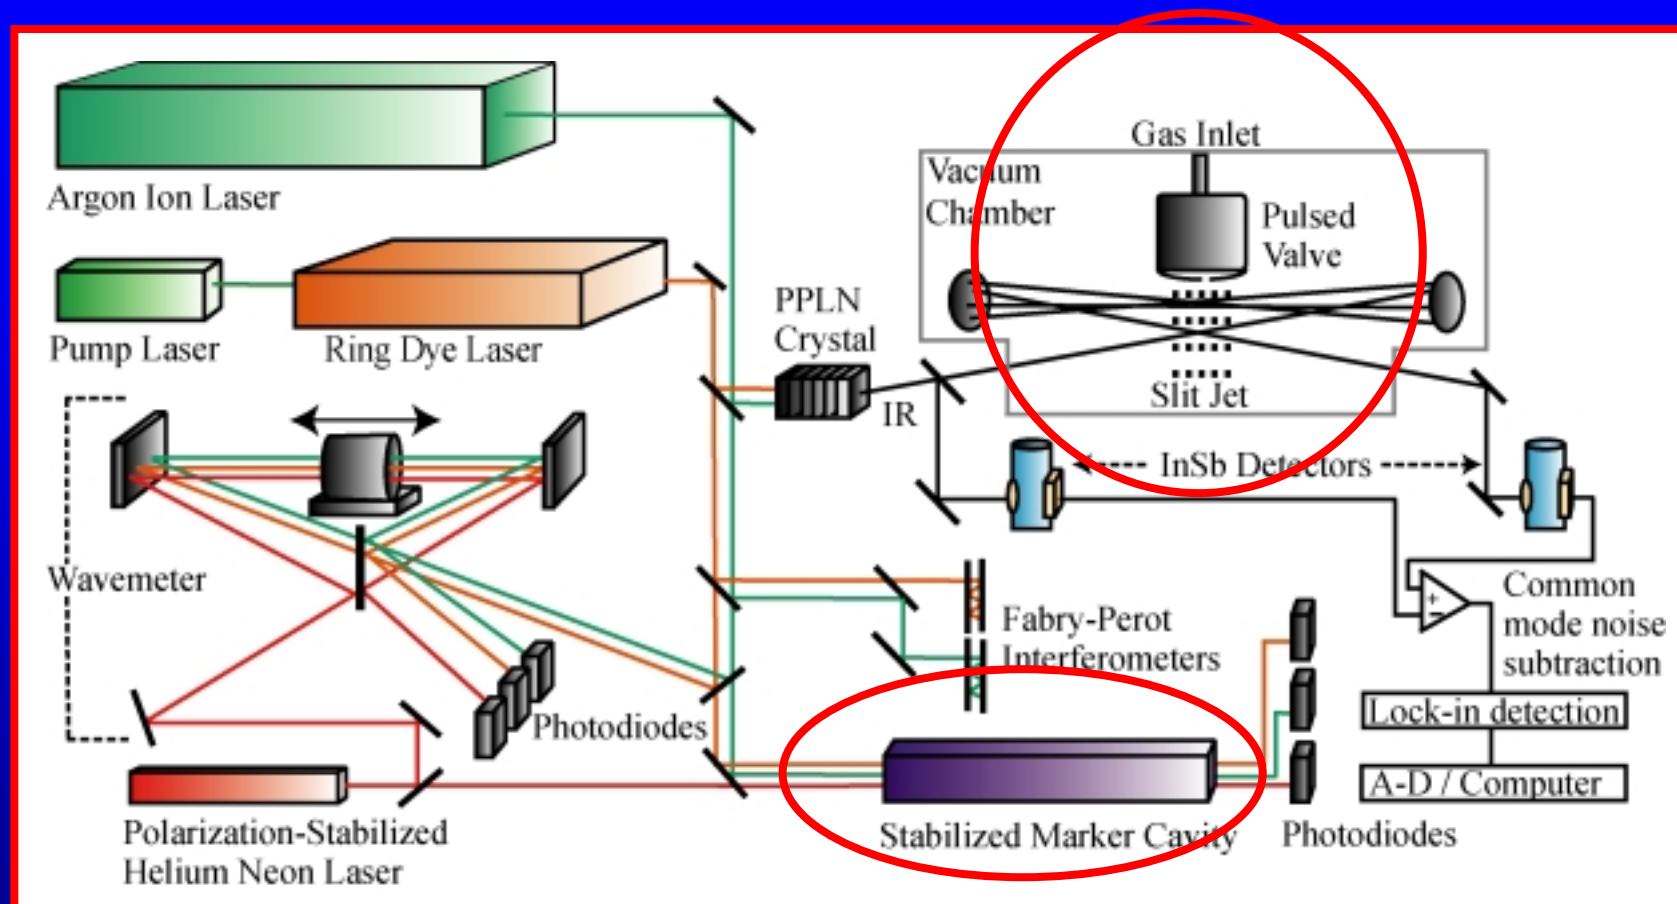 Argon Ion Laser
Pump Laser
Ring Dye Laser
PPLN
Crystal
IR
Gas Inlet
Vacuum
Chamber
Pulsed
Valve
Slit Jet
InSb Detectors
Wavemeter
Photodiodes
Fabry-Perot
Interferometers
Common
mode noise
subtraction
+
−
Lock-in detection
A-D / Computer
Polarization-Stabilized
Helium Neon Laser
Stabilized Marker Cavity
Photodiodes